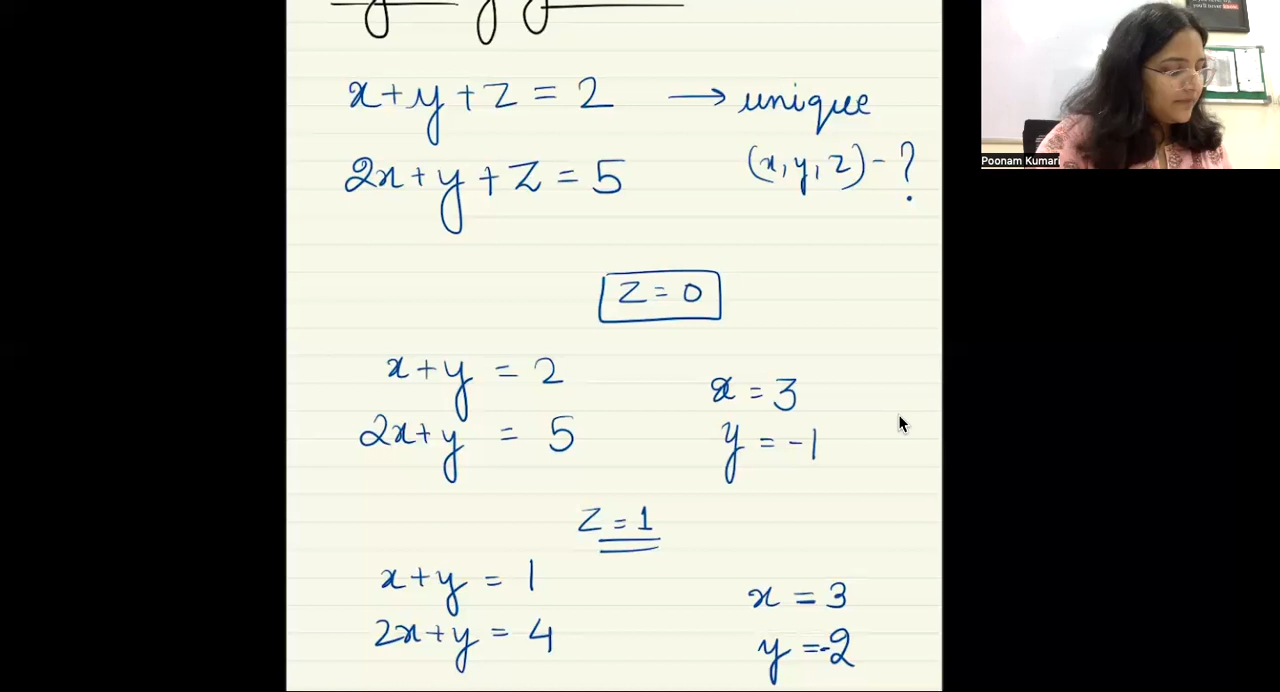 x+y+z = 2 → unique
2x+y+z = 5 (x,y,z)-?
z = 0
x+y = 2
x = 3
2x+y = 5
y = -1
z = 1
x+y = 1
x = 3
2x+y = 4
y = -2
Poonam Kumari